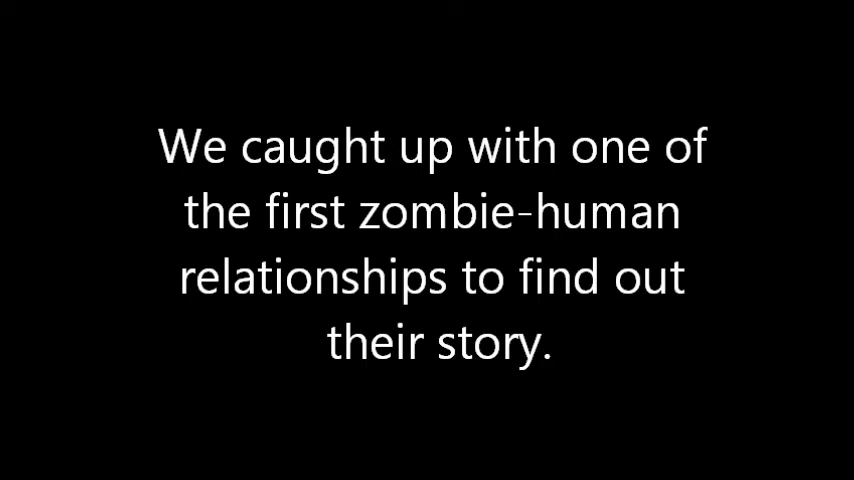 We caught up with one of
the first zombie-human
relationships to find out
their story.